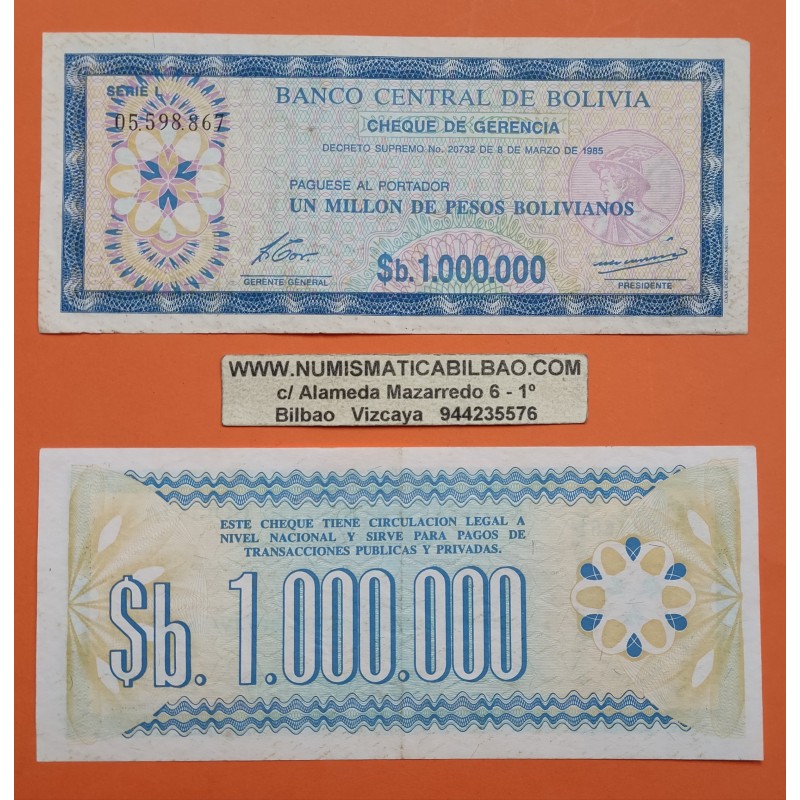 SERIE L
05.598.867
BANCO CENTRAL DE BOLIVIA
CHEQUE DE GERENCIA
DECRETO SUPREMO No. 20732 DE 8 DE MARZO DE 1985
PAGUESE AL PORTADOR
UN MILLON DE PESOS BOLIVIANOS
$b.1.000.000
GERENTE GENERAL
PRESIDENTE
WWW.NUMISMATICABILBAO.COM
c/ Alameda Mazarredo 6 - 1º
Bilbao Vizcaya 944235576
ESTE CHEQUE TIENE CIRCULACION LEGAL A
NIVEL NACIONAL Y SIRVE PARA PAGOS DE
TRANSACCIONES PUBLICAS Y PRIVADAS.
$b. 1.000.000